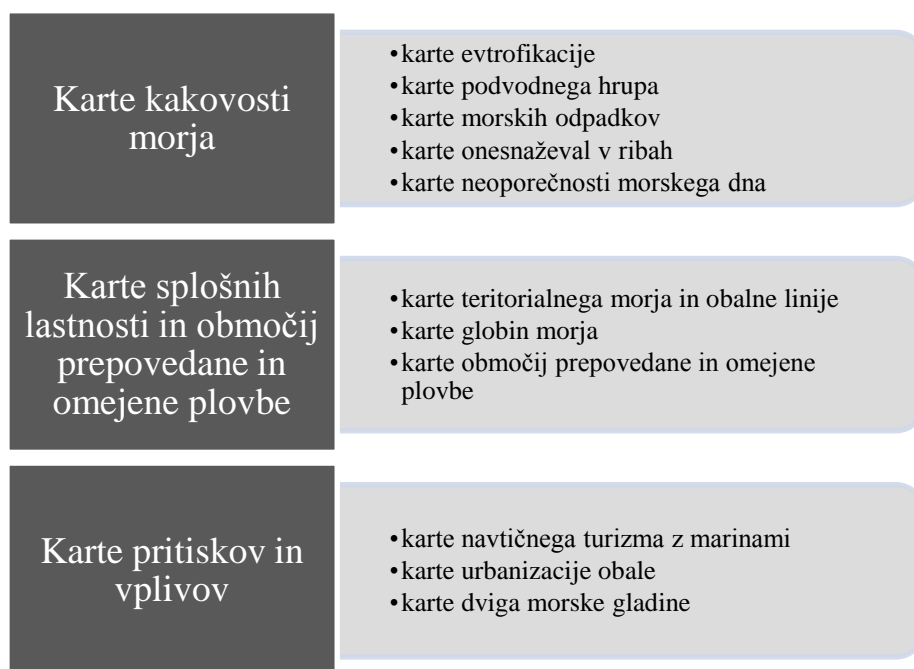 Karte kakovosti
morja
•karte evtrofikacije
•karte podvodnega hrupa
•karte morskih odpadkov
•karte onesnaževal v ribah
•karte neoporečnosti morskega dna
Karte splošnih
lastnosti in območij
prepovedane in
omejene plovbe
•karte teritorialnega morja in obalne linije
•karte globin morja
•karte območij prepovedane in omejene
plovbe
Karte pritiskov in
vplivov
•karte navtičnega turizma z marinami
•karte urbanizacije obale
•karte dviga morske gladine